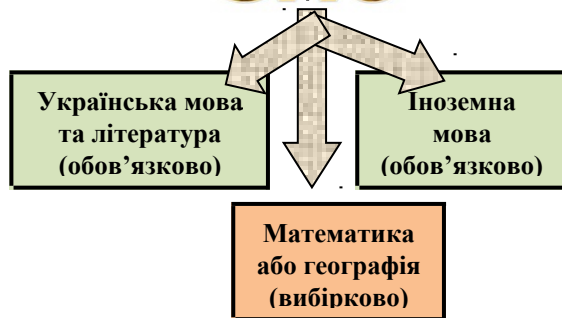 Українська мова
та література
(обов’язково)
Іноземна
мова
(обов’язково)
Математика
або географія
(вибірково)